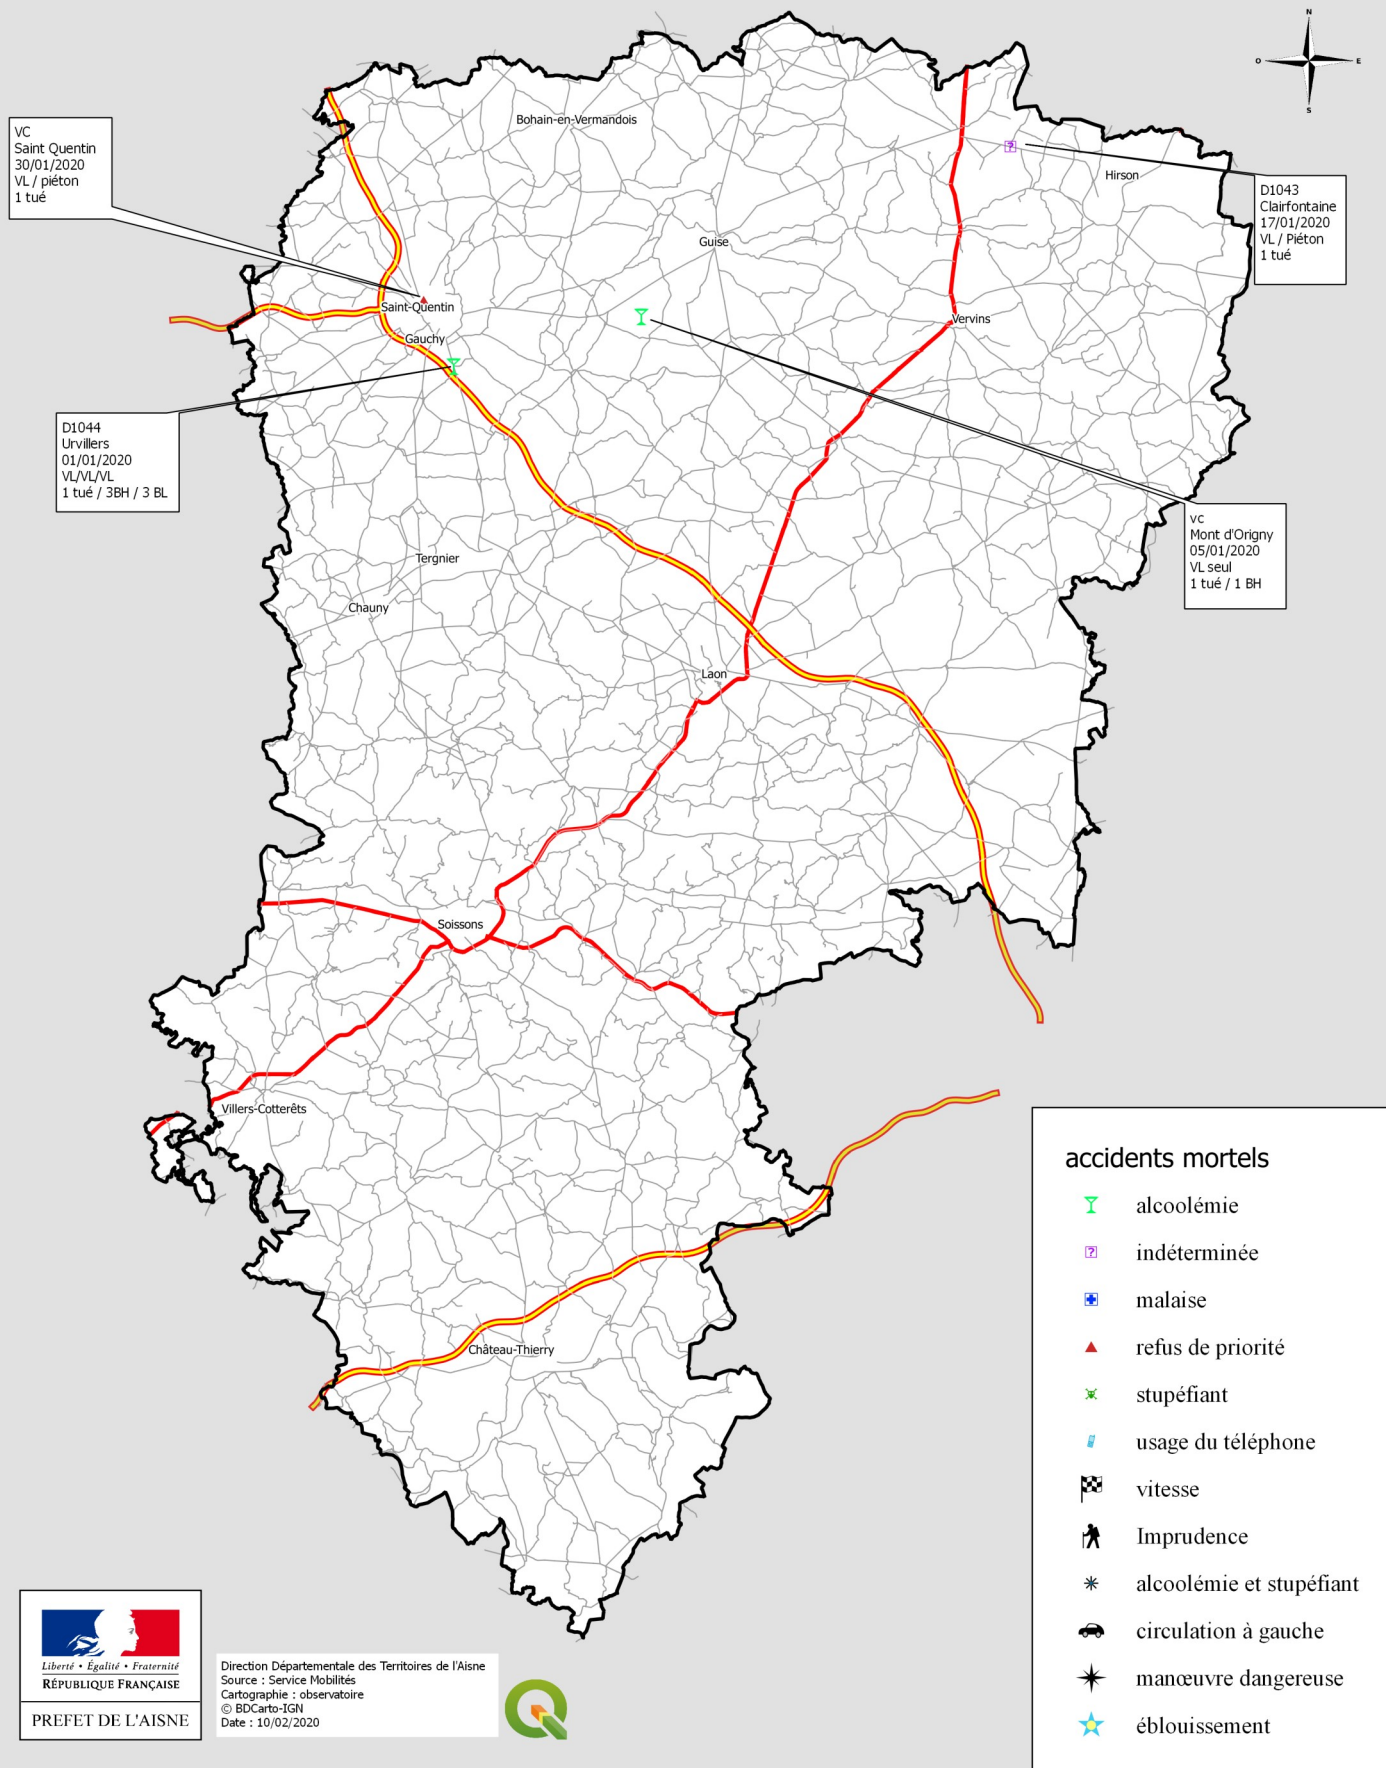 N
O
E
S
Bohain-en-Vermandois
VC
Saint Quentin
30/01/2020
VL / piéton
1 tué
Hirson
D1043
Clairfontaine
17/01/2020
VL / Piéton
1 tué
Guise
Saint-Quentin
Vervins
Gauchy
D1044
Urvillers
01/01/2020
VL/VL/VL
1 tué / 3BH / 3 BL
VC
Mont d'Origny
05/01/2020
VL seul
1 tué / 1 BH
Tergnier
Chauny
Laon
Soissons
Villers-Cotterêts
Château-Thierry
accidents mortels
alcoolémie
? indéterminée
malaise
refus de priorité
stupéfiant
usage du téléphone
vitesse
Imprudence
alcoolémie et stupéfiant
circulation à gauche
manœuvre dangereuse
éblouissement
Liberté • Égalité • Fraternité
RÉPUBLIQUE FRANÇAISE
PREFET DE L'AISNE
Direction Départementale des Territoires de l'Aisne
Source : Service Mobilités
Cartographie : observatoire
© BDCarto-IGN
Date : 10/02/2020